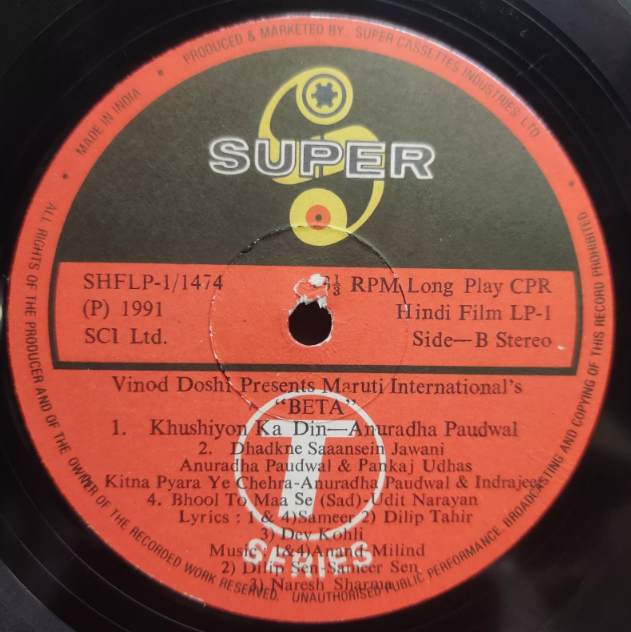 MADE IN INDIA • PRODUCED & MARKETED BY. SUPER CASSETTES INDUSTRIES LTD.
SUPER
SHFLP-1/1474
(P) 1991
SCI Ltd.
⅓ RPM Long Play CPR
Hindi Film LP-1
Side—B Stereo
Vinod Doshi Presents Maruti International's
"BETA"
1. Khushiyon Ka Din—Anuradha Paudwal
2. Dhadkne Saaansein Jawani
Anuradha Paudwal & Pankaj Udhas
Kitna Pyara Ye Chehra-Anuradha Paudwal & Indrajeet
4. Bhool To Maa Se (Sad)-Udit Narayan
Lyrics : 1 & 4)Sameer 2) Dilip Tahir
3) Dev Kohli
Music : 1&4)Anand Milind
2) Dilip Sen-Sameer Sen
3) Naresh Sharma
T
SERIES
ALL RIGHTS OF THE PRODUCER AND OF THE OWNER OF THE RECORDED WORK RESERVED. UNAUTHORISED PUBLIC PERFORMANCE, BROADCASTING AND COPYING OF THIS RECORD PROHIBITED